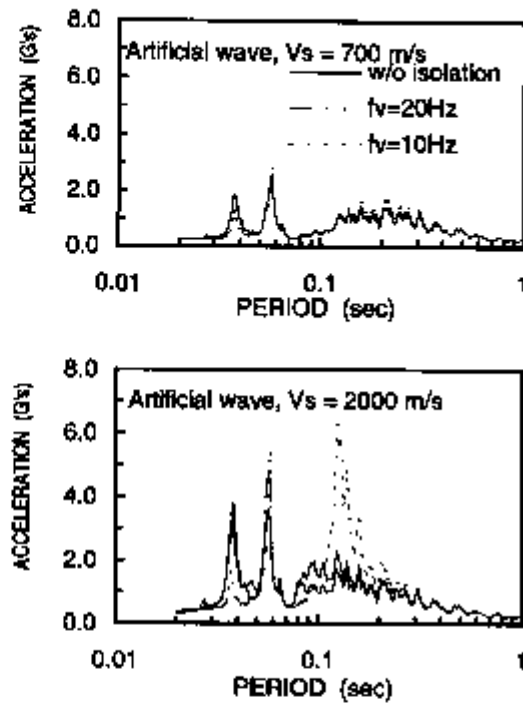 8.0
Artificial wave, Vs = 700 m/s
w/o isolation
6.0
fv=20Hz
4.0
fv=10Hz
2.0
0.0
ACCELERATION (G's)
0.01
0.1
1
PERIOD (sec)
8.0
Artificial wave, Vs = 2000 m/s
6.0
4.0
2.0
0.0
ACCELERATION (G's)
0.01
0.1
1
PERIOD (sec)